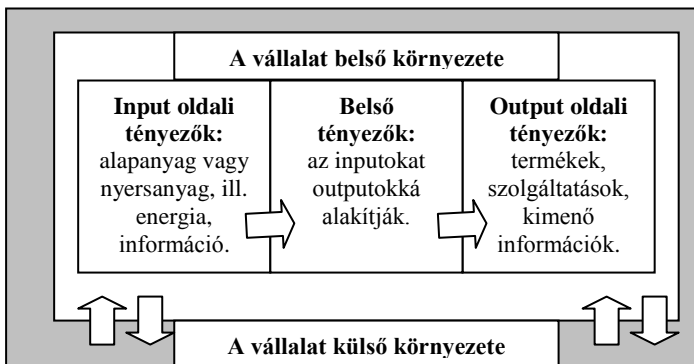 A vállalat belső környezete
Input oldali
tényezők:
alapanyag vagy
nyersanyag, ill.
energia,
információ.
Belső
tényezők:
az inputokat
outputokká
alakítják.
Output oldali
tényezők:
termékek,
szolgáltatások,
kimenő
információk.
A vállalat külső környezete